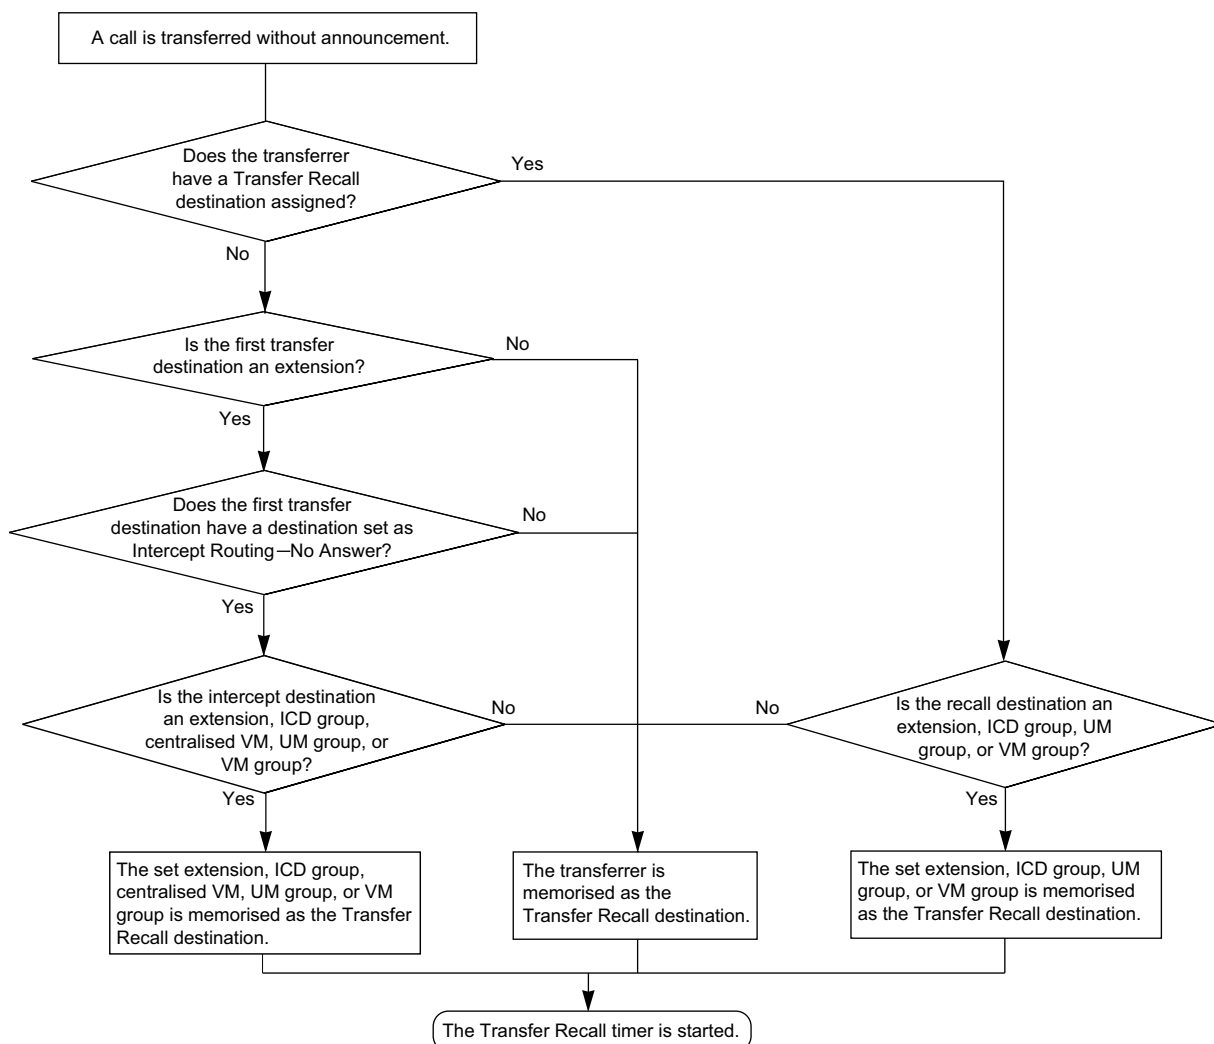 A call is transferred without announcement.
Does the transferrer
have a Transfer Recall
destination assigned?
Yes
No
Is the first transfer
destination an extension?
No
Yes
Does the first transfer
destination have a destination set as
Intercept Routing—No Answer?
No
Yes
Is the intercept destination
an extension, ICD group,
centralised VM, UM group, or
VM group?
No
Yes
No
Is the recall destination an
extension, ICD group, UM
group, or VM group?
Yes
The set extension, ICD group,
centralised VM, UM group, or VM
group is memorised as the Transfer
Recall destination.
The transferrer is
memorised as the
Transfer Recall destination.
The set extension, ICD group, UM
group, or VM group is memorised
as the Transfer Recall destination.
The Transfer Recall timer is started.